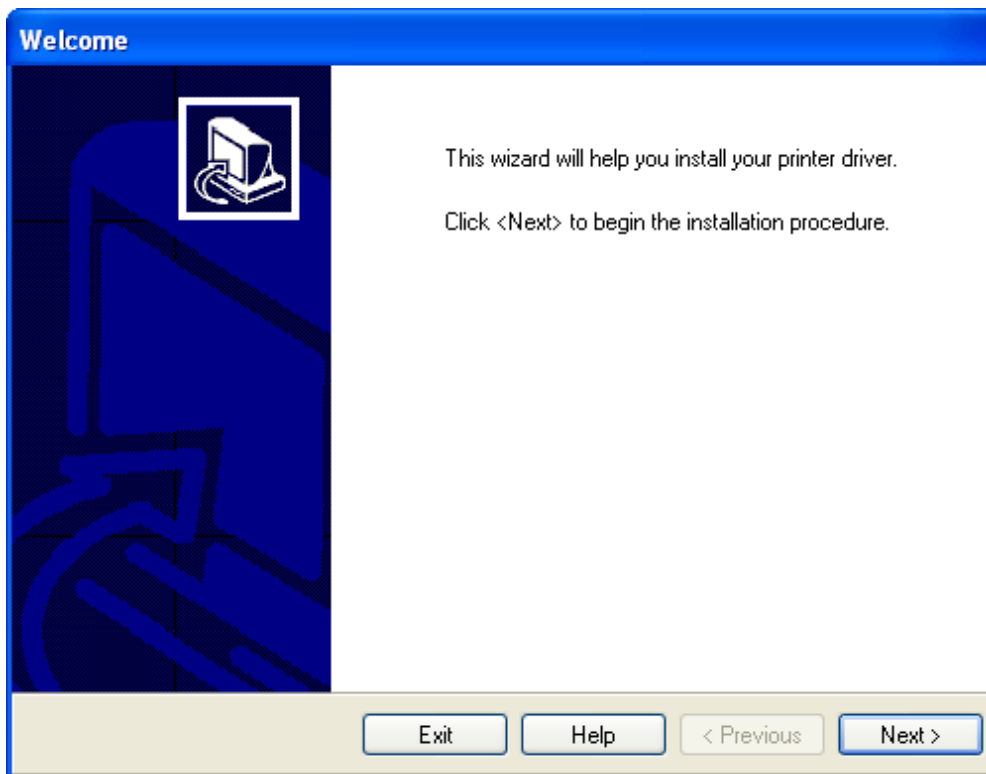 Welcome
This wizard will help you install your printer driver.
Click <Next> to begin the installation procedure.
Exit Help < Previous Next >